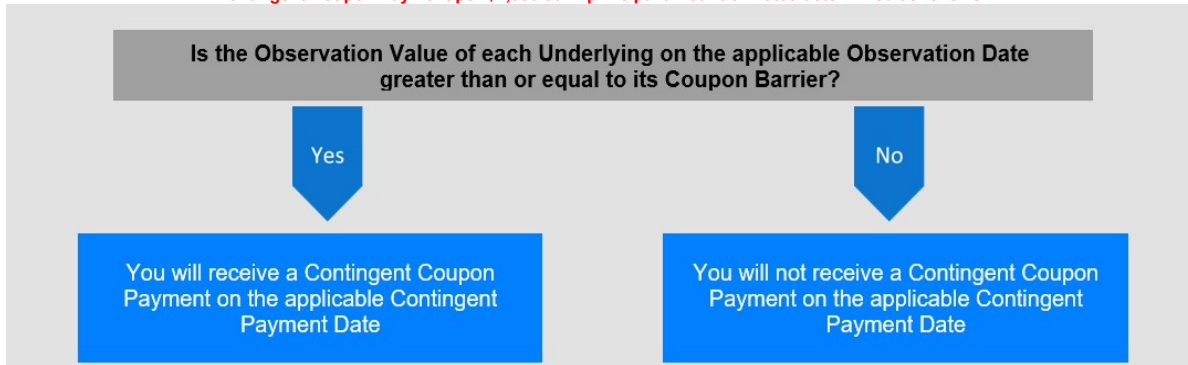 Is the Observation Value of each Underlying on the applicable Observation Date
greater than or equal to its Coupon Barrier?
Yes
No
You will receive a Contingent Coupon
Payment on the applicable Contingent
Payment Date
You will not receive a Contingent Coupon
Payment on the applicable Contingent
Payment Date